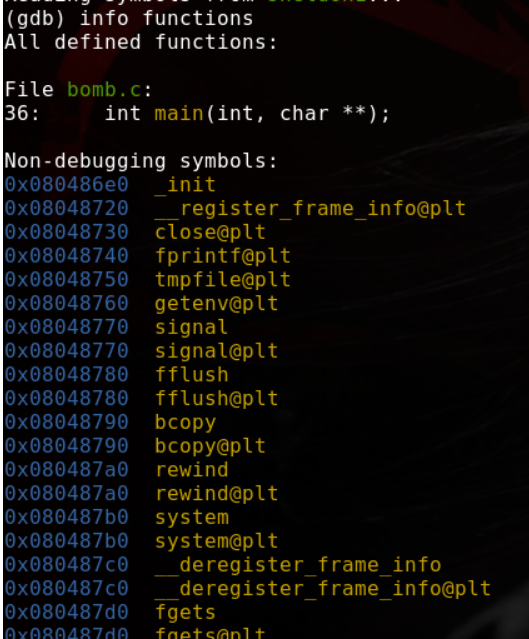 (gdb) info functions
All defined functions:
File bomb.c:
36:     int main(int, char **);
Non-debugging symbols:
0x080486e0  _init
0x08048720  __register_frame_info@plt
0x08048730  close@plt
0x08048740  fprintf@plt
0x08048750  tmpfile@plt
0x08048760  getenv@plt
0x08048770  signal
0x08048770  signal@plt
0x08048780  fflush
0x08048780  fflush@plt
0x08048790  bcopy
0x08048790  bcopy@plt
0x080487a0  rewind
0x080487a0  rewind@plt
0x080487b0  system
0x080487b0  system@plt
0x080487c0  __deregister_frame_info
0x080487c0  __deregister_frame_info@plt
0x080487d0  fgets
0x080487d0  fgets@plt